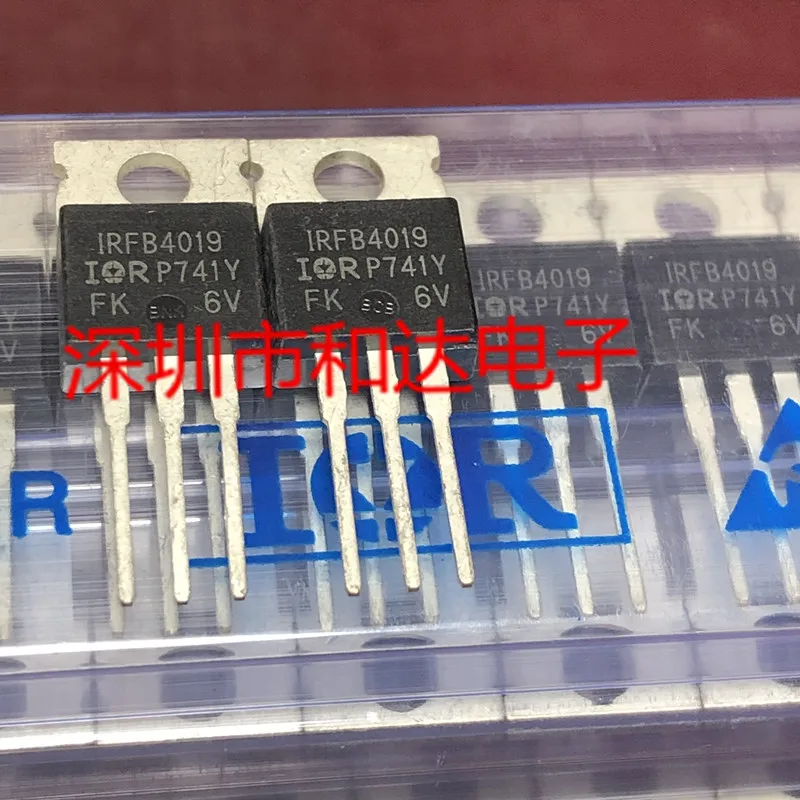 IRFB4019
IOR P741Y
FK 6V
IRFB4019
IOR P741Y
FK 6V
IRFB4019
IOR P741Y
FK 6V
IRFB4019
IOR P741Y
FK 6V
Y
V
深圳市和达电子
R
IOR